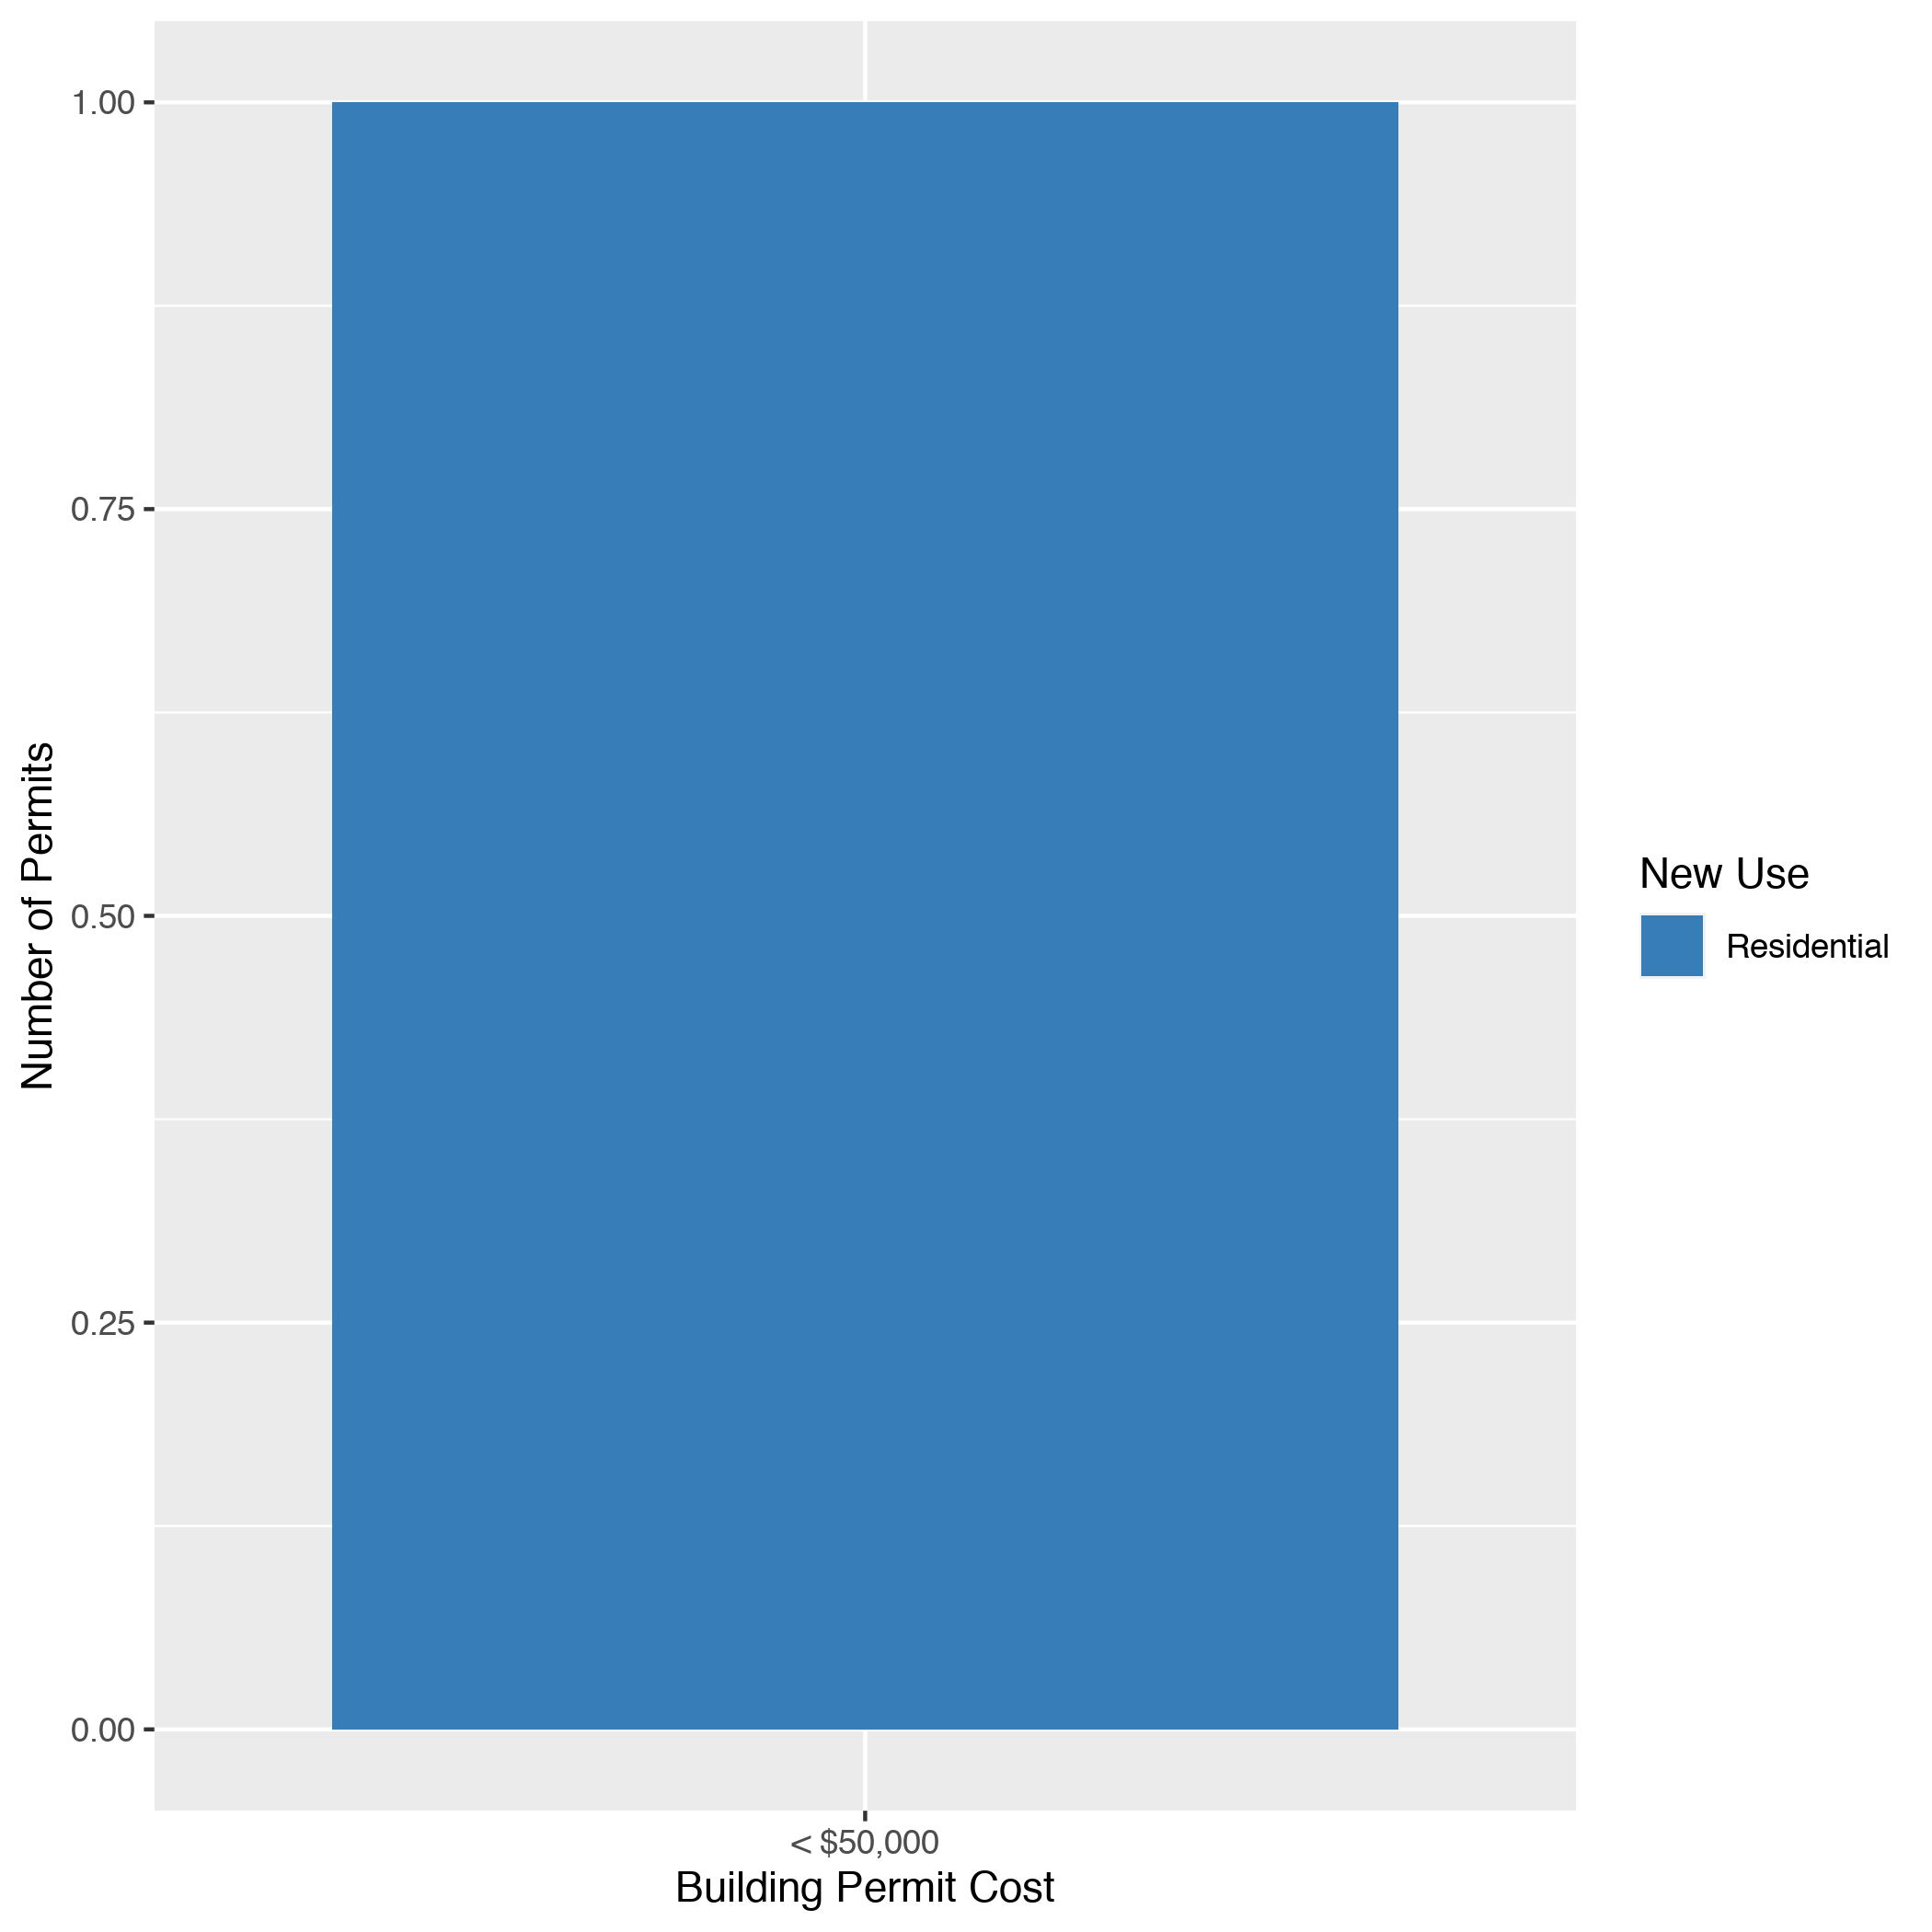 1.00
0.75
0.50
0.25
0.00
Number of Permits
< $50,000
Building Permit Cost
New Use
Residential